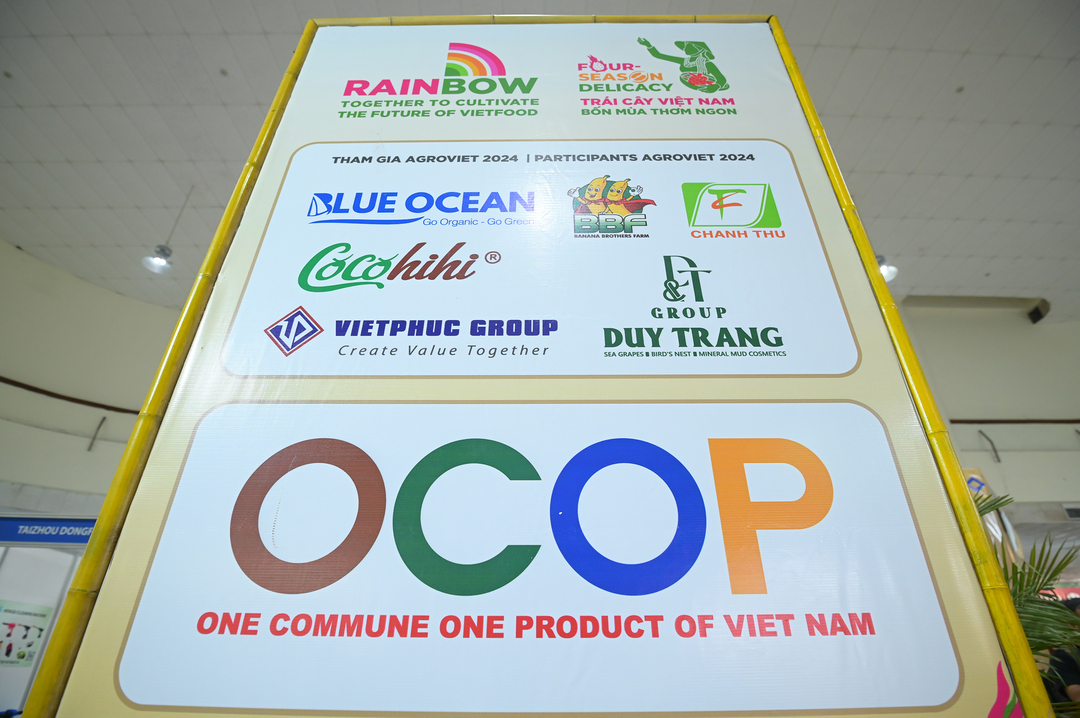 RAINBOW
TOGETHER TO CULTIVATE
THE FUTURE OF VIETFOOD
FOUR-
SEASON
DELICACY
TRÁI CÂY VIỆT NAM
BỐN MÙA THƠM NGON
THAM GIA AGROVIET 2024 | PARTICIPANTS AGROVIET 2024
BLUE OCEAN
Go Organic - Go Green
BBF
BANANA BROTHERS FARM
CHANH THU
Cocohihi ®
VIETPHUC GROUP
Create Value Together
D&T
GROUP
DUY TRANG
SEA GRAPES ∎ BIRD'S NEST ∎ MINERAL MUD COSMETICS
OCOP
ONE COMMUNE ONE PRODUCT OF VIET NAM
TAIZHOU